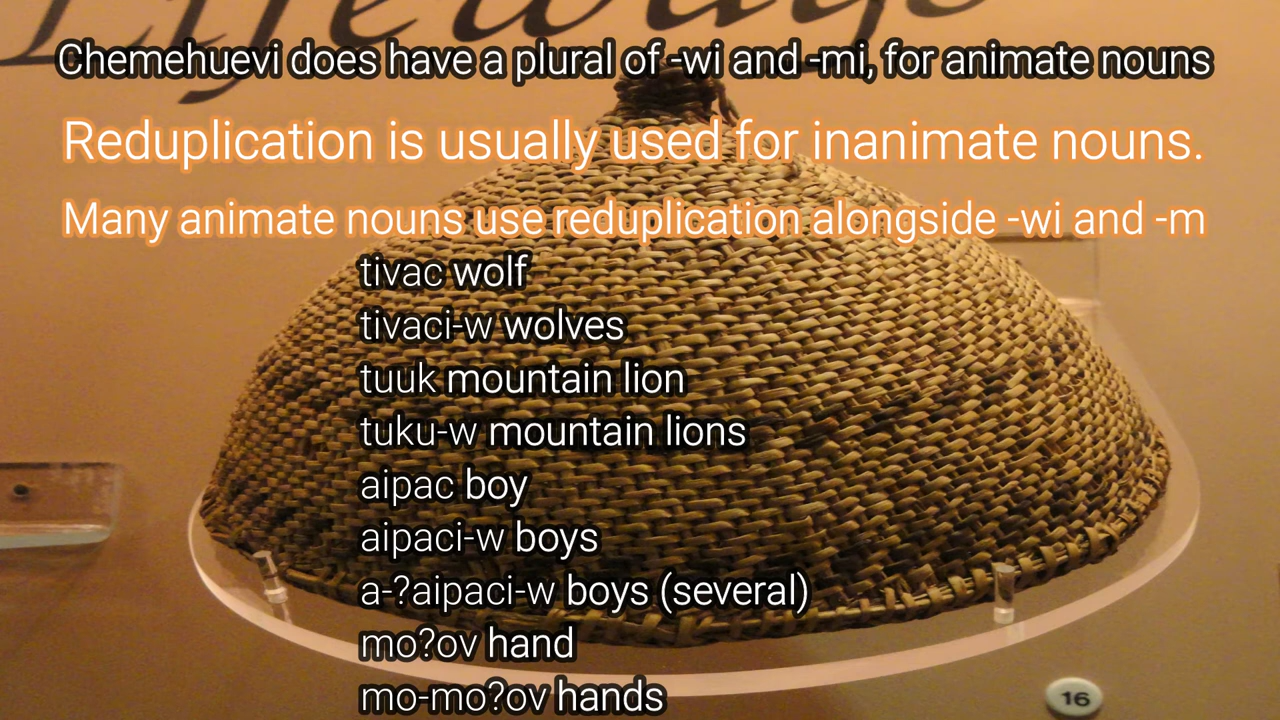 Lifeways
Chemehuevi does have a plural of -wi and -mi, for animate nouns
Reduplication is usually used for inanimate nouns.
Many animate nouns use reduplication alongside -wi and -m
tivac wolf
tivaci-w wolves
tuuk mountain lion
tuku-w mountain lions
aipac boy
aipaci-w boys
a-?aipaci-w boys (several)
mo?ov hand
mo-mo?ov hands
16